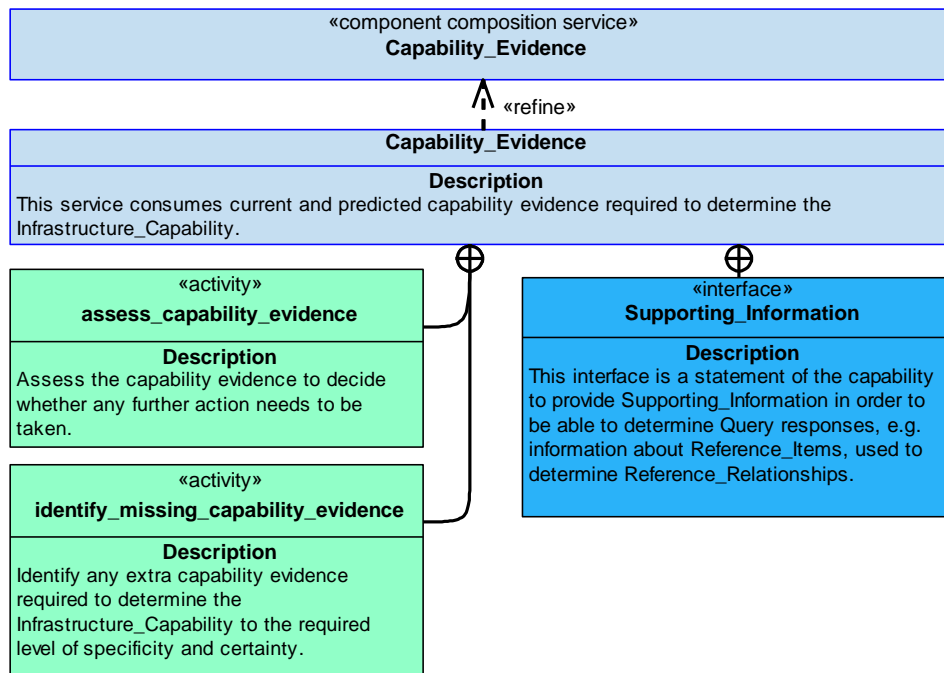 «component composition service»
Capability_Evidence
«refine»
Capability_Evidence
Description
This service consumes current and predicted capability evidence required to determine the
Infrastructure_Capability.
«activity»
assess_capability_evidence
Description
Assess the capability evidence to decide
whether any further action needs to be
taken.
«interface»
Supporting_Information
Description
This interface is a statement of the capability
to provide Supporting_Information in order to
be able to determine Query responses, e.g.
information about Reference_Items, used to
determine Reference_Relationships.
«activity»
identify_missing_capability_evidence
Description
Identify any extra capability evidence
required to determine the
Infrastructure_Capability to the required
level of specificity and certainty.